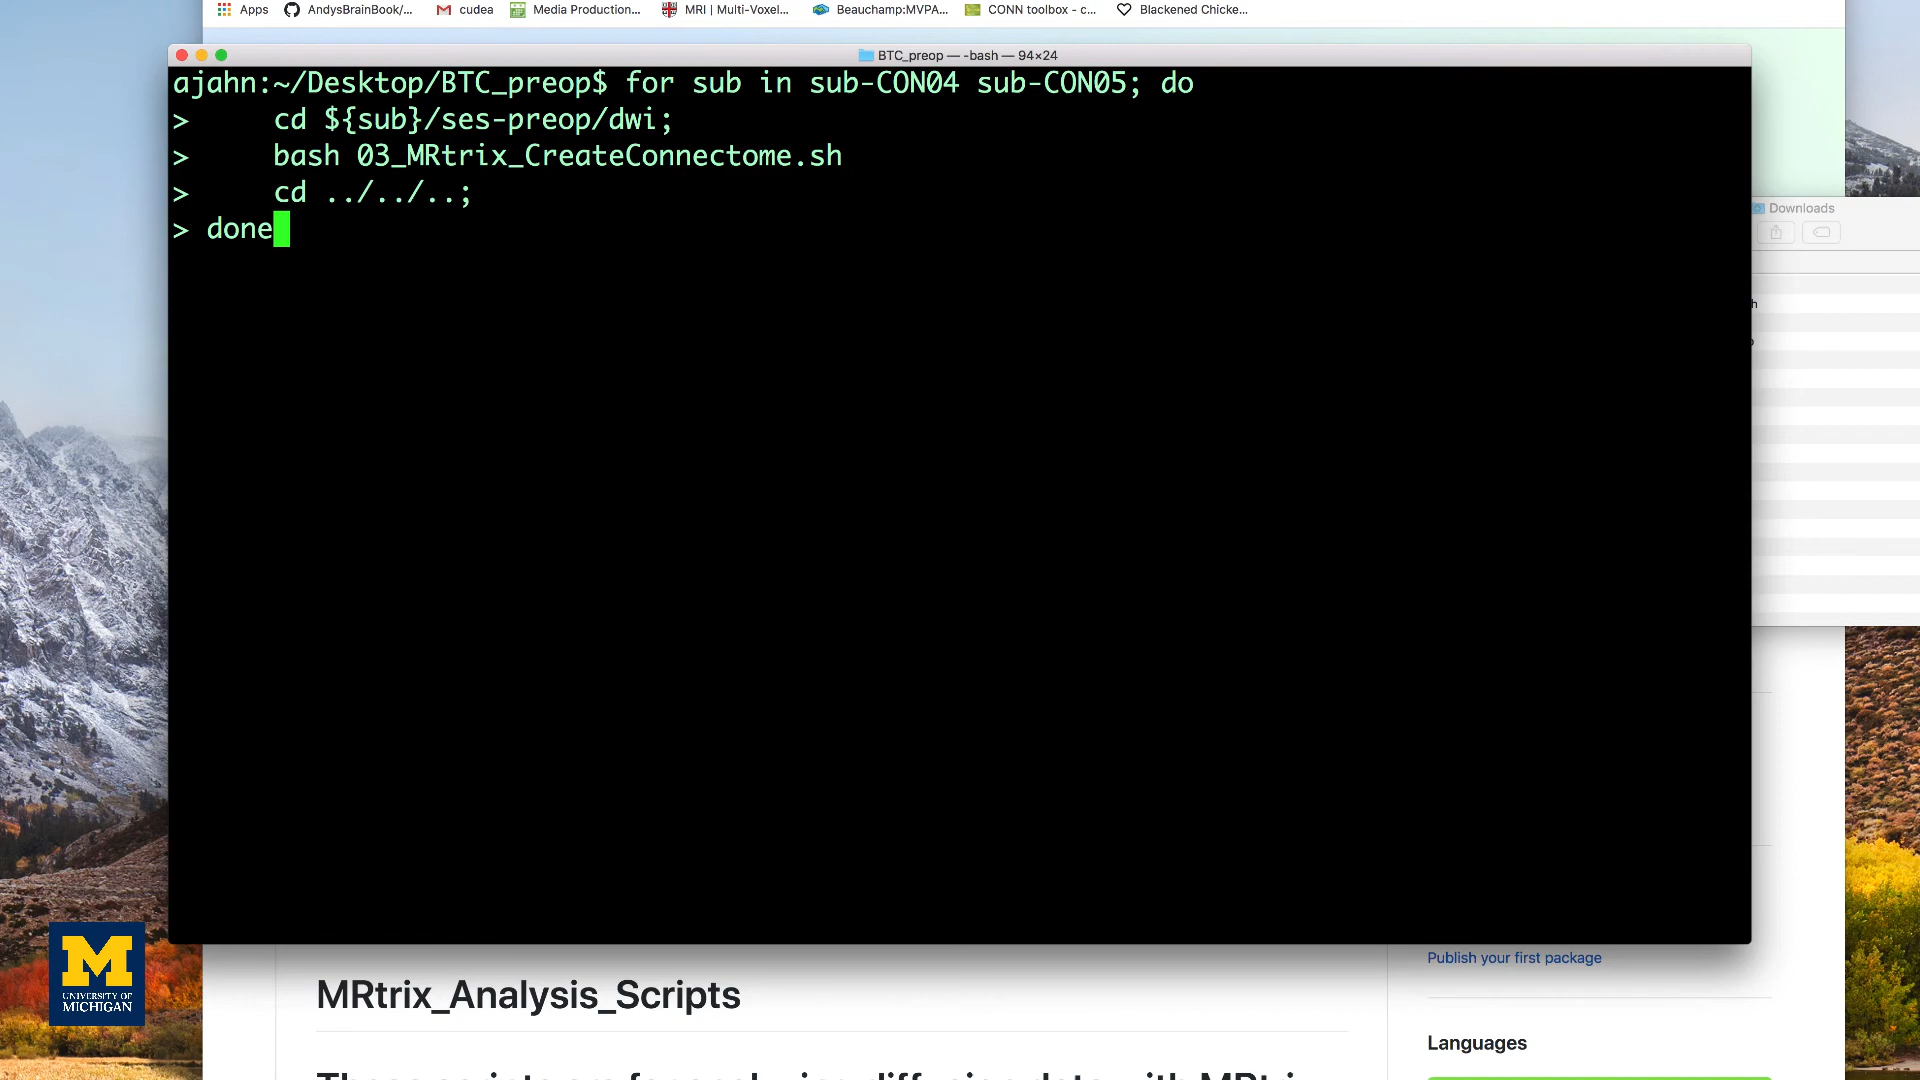 Apps AndysBrainBook/... cudea Media Production... MRI | Multi-Voxel... Beauchamp:MVPA... CONN toolbox - c... Blackened Chicke...
BTC_preop — -bash — 94×24
ajahn:~/Desktop/BTC_preop$ for sub in sub-CON04 sub-CON05; do
> cd ${sub}/ses-preop/dwi;
> bash 03_MRtrix_CreateConnectome.sh
> cd ../../..;
> done
Downloads
h
Publish your first package
MRtrix_Analysis_Scripts
Languages
UNIVERSITY OF
MICHIGAN